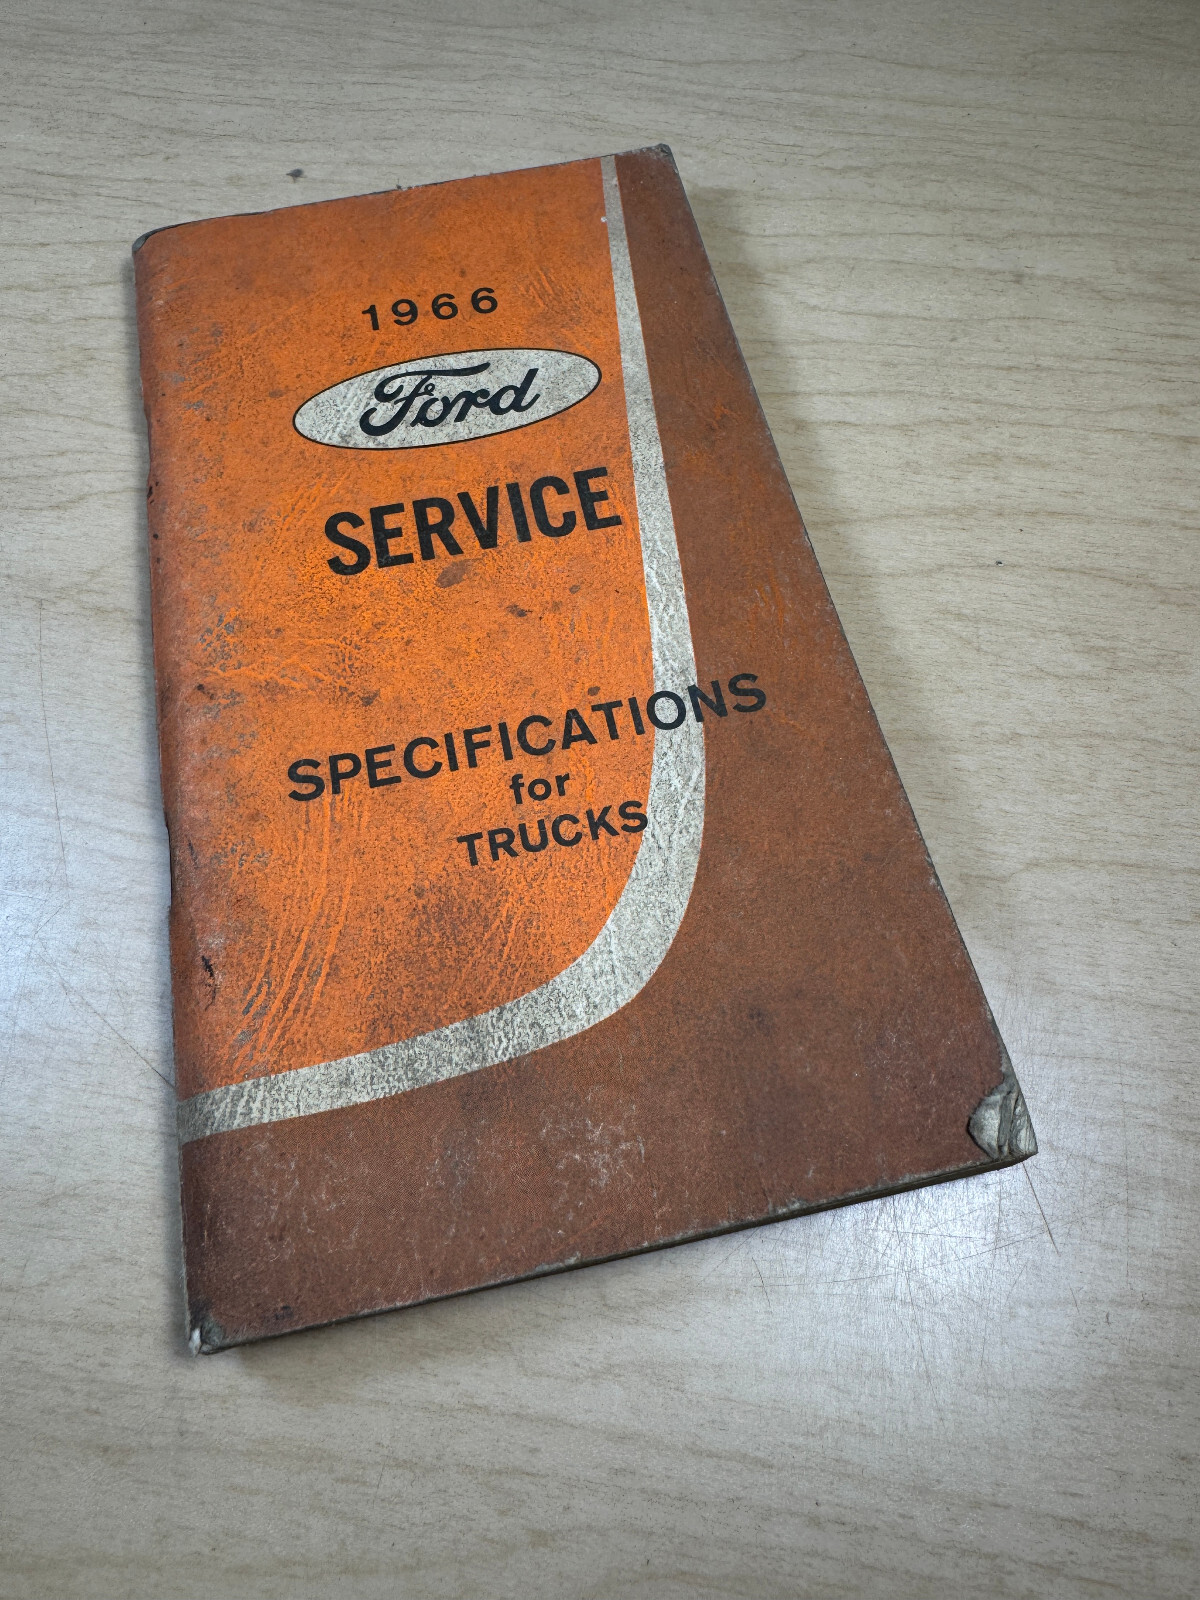 1966
Ford
SERVICE
SPECIFICATIONS
for
TRUCKS